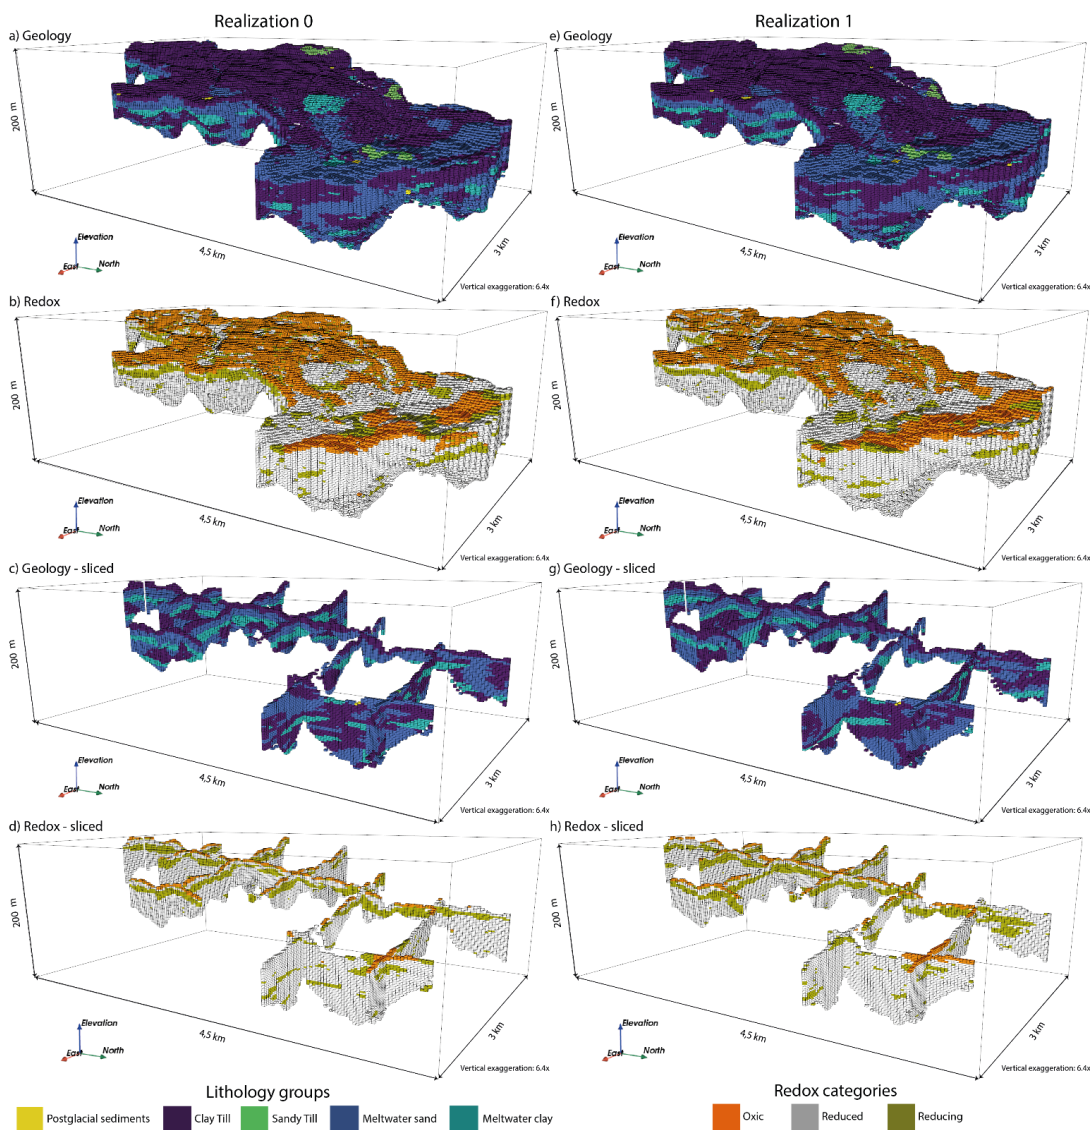 Realization 0
Realization 1
a) Geology
200 m
4,5 km
3 km
Elevation
East
North
Vertical exaggeration: 6.4x
e) Geology
200 m
4,5 km
3 km
Elevation
East
North
Vertical exaggeration: 6.4x
b) Redox
200 m
4,5 km
3 km
Elevation
East
North
Vertical exaggeration: 6.4x
f) Redox
200 m
4,5 km
3 km
Elevation
East
North
Vertical exaggeration: 6.4x
c) Geology - sliced
200 m
4,5 km
3 km
Elevation
East
North
Vertical exaggeration: 6.4x
g) Geology - sliced
200 m
4,5 km
3 km
Elevation
East
North
Vertical exaggeration: 6.4x
d) Redox - sliced
200 m
4,5 km
3 km
Elevation
East
North
Vertical exaggeration: 6.4x
h) Redox - sliced
200 m
4,5 km
3 km
Elevation
East
North
Vertical exaggeration: 6.4x
Lithology groups
Postglacial sediments
Clay Till
Sandy Till
Meltwater sand
Meltwater clay
Redox categories
Oxic
Reduced
Reducing